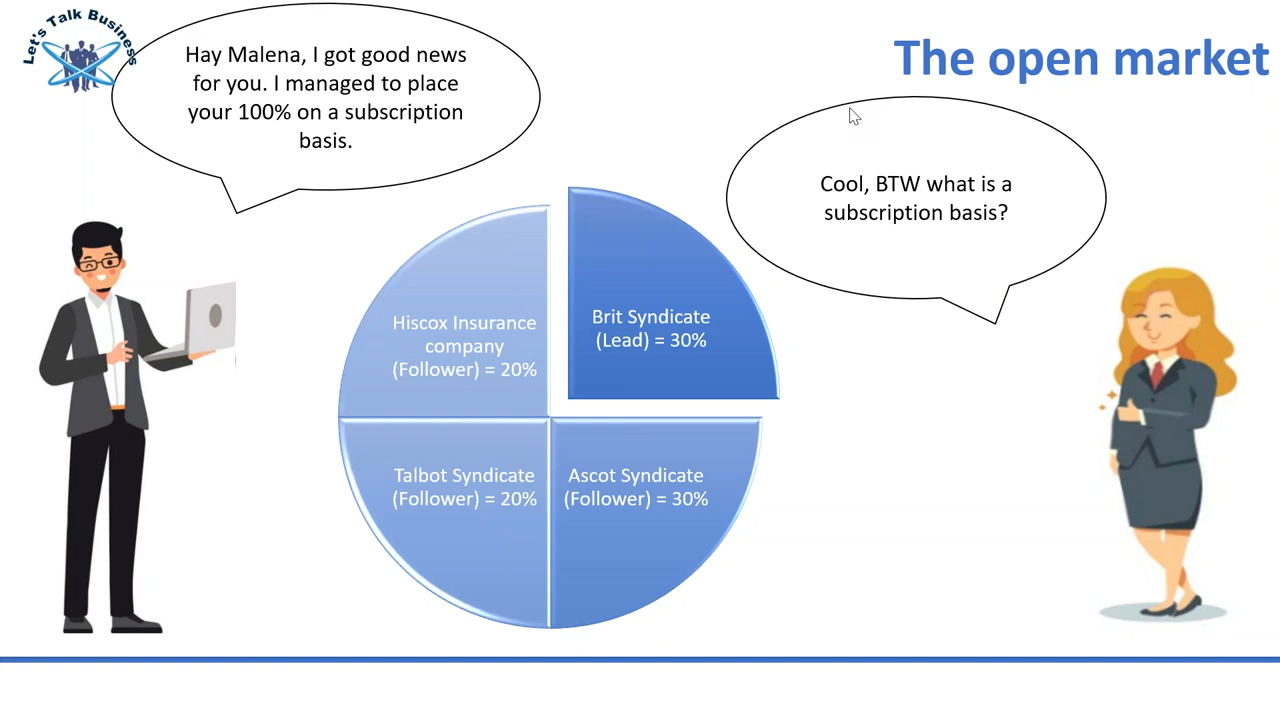 Let's Talk Business
Hay Malena, I got good news
for you. I managed to place
your 100% on a subscription
basis.
The open market
Cool, BTW what is a
subscription basis?
Hiscox Insurance
company
(Follower) = 20%
Brit Syndicate
(Lead) = 30%
Talbot Syndicate
(Follower) = 20%
Ascot Syndicate
(Follower) = 30%